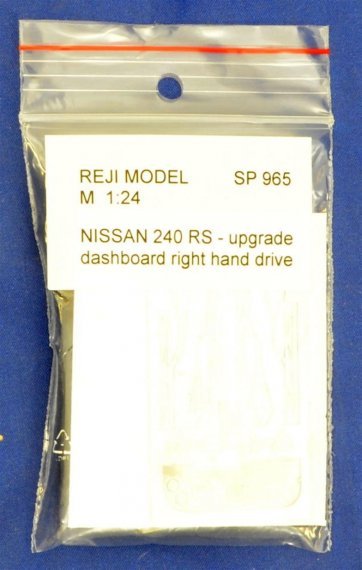 REJI MODEL SP 965
M 1:24
NISSAN 240 RS - upgrade
dashboard right hand drive